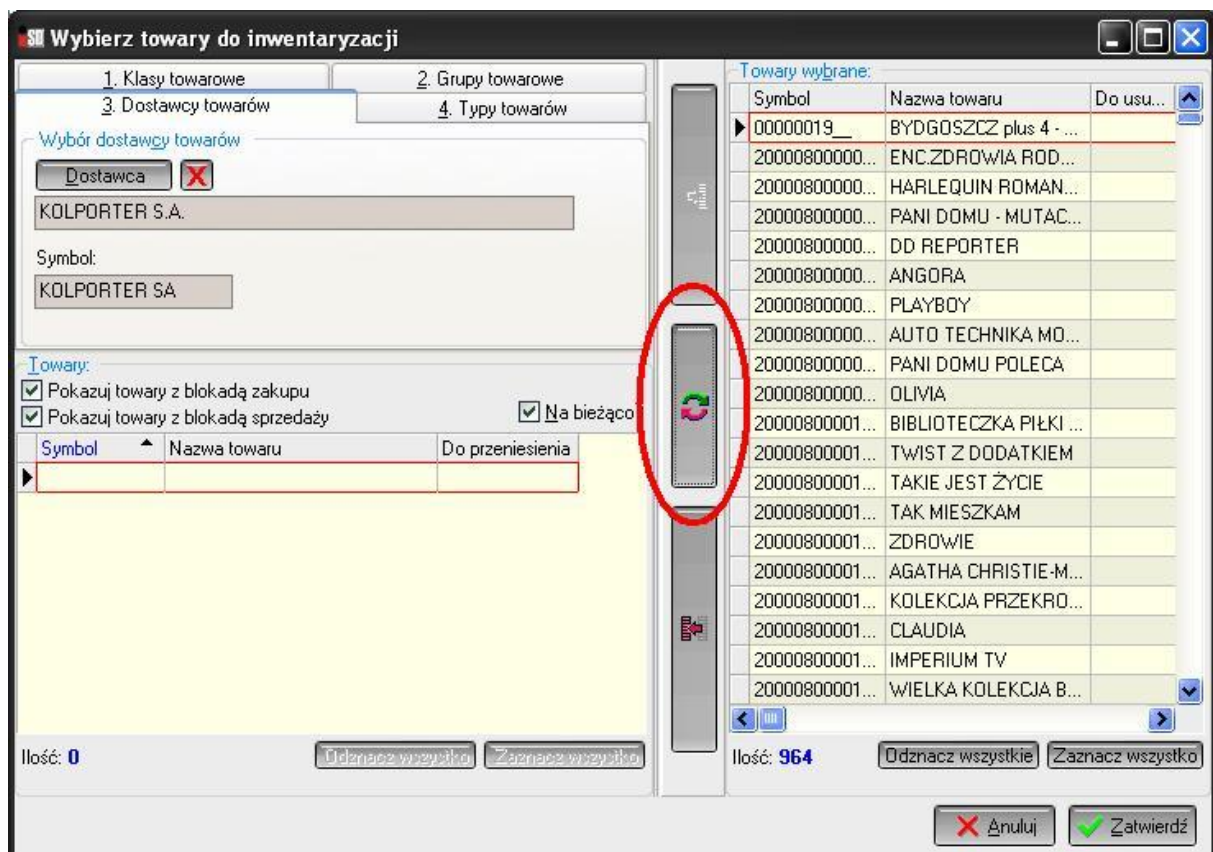 Wybierz towary do inwentaryzacji
1. Klasy towarowe
2. Grupy towarowe
3. Dostawcy towarów
4. Typy towarów
Wybór dostawcy towarów
Dostawca
KOLPORTER S.A.
Symbol:
KOLPORTER SA
Towary:
Pokazuj towary z blokadą zakupu
Pokazuj towary z blokadą sprzedaży
Na bieżąco
Symbol Nazwa towaru Do przeniesienia
Ilość: 0
Odznacz wszystko Zaznacz wszystko
Towary wybrane:
Symbol Nazwa towaru Do usu...
00000019__ BYDGOSZCZ plus 4 - ...
20000800000... ENC.ZDROWIA ROD...
20000800000... HARLEQUIN ROMAN...
20000800000... PANI DOMU - MUTAC...
20000800000... DD REPORTER
20000800000... ANGORA
20000800000... PLAYBOY
20000800000... AUTO TECHNIKA MO...
20000800000... PANI DOMU POLECA
20000800000... OLIVIA
20000800001... BIBLIOTECZKA PIŁKI ...
20000800001... TWIST Z DODATKIEM
20000800001... TAKIE JEST ŻYCIE
20000800001... TAK MIESZKAM
20000800001... ZDROWIE
20000800001... AGATHA CHRISTIE-M...
20000800001... KOLEKCJA PRZEKRO...
20000800001... CLAUDIA
20000800001... IMPERIUM TV
20000800001... WIELKA KOLEKCJA B...
Ilość: 964
Odznacz wszystkie Zaznacz wszystko
Anuluj Zatwierdź